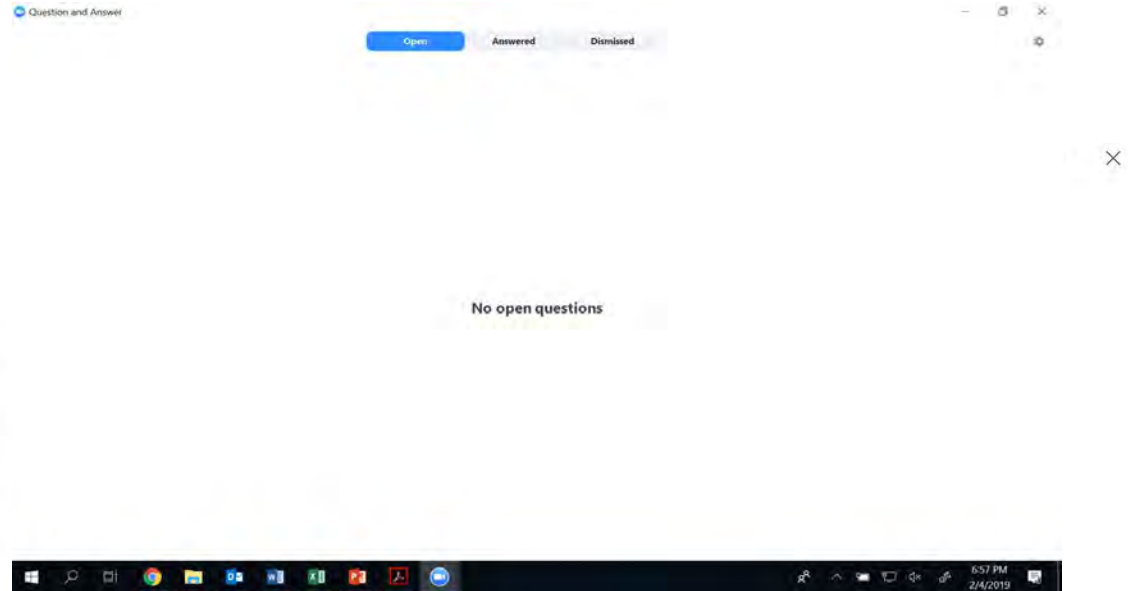 Question and Answer
Open Answered Dismissed
No open questions
6:57 PM
2/4/2019